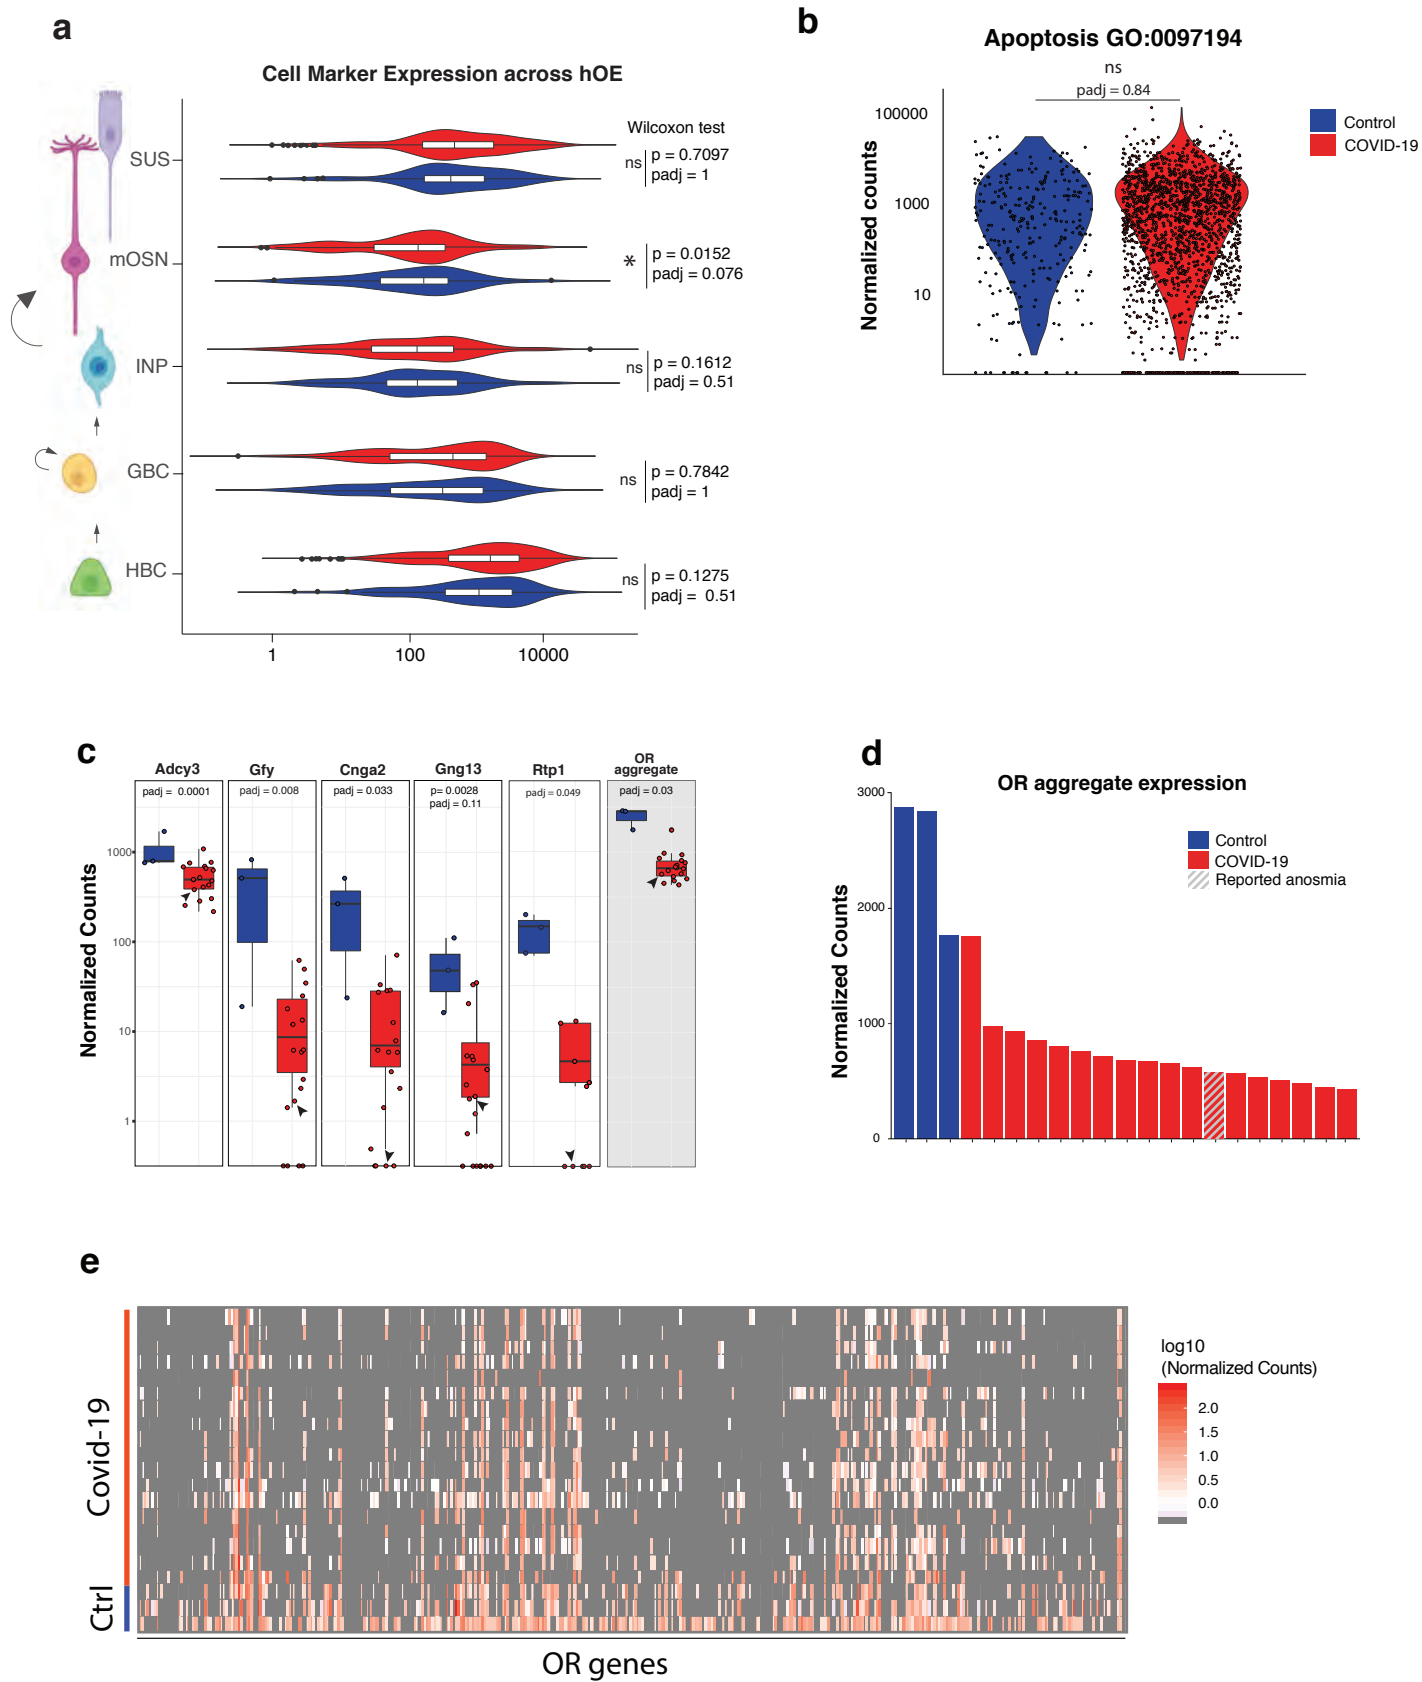 a
Cell Marker Expression across hOE
Wilcoxon test
SUS
ns
p = 0.7097
padj = 1
mOSN
*
p = 0.0152
padj = 0.076
INP
ns
p = 0.1612
padj = 0.51
GBC
ns
p = 0.7842
padj = 1
HBC
ns
p = 0.1275
padj = 0.51
1
100
10000
b
Apoptosis GO:0097194
ns
padj = 0.84
Normalized counts
100000
1000
10
Control
COVID-19
c
Normalized Counts
1000
100
10
1
Adcy3
padj = 0.0001
Gfy
padj = 0.008
Cnga2
padj = 0.033
Gng13
p= 0.0028
padj = 0.11
Rtp1
padj = 0.049
OR
aggregate
padj = 0.03
d
OR aggregate expression
Normalized Counts
3000
2000
1000
0
Control
COVID-19
Reported anosmia
e
Covid-19
Ctrl
OR genes
log10
(Normalized Counts)
2.0
1.5
1.0
0.5
0.0